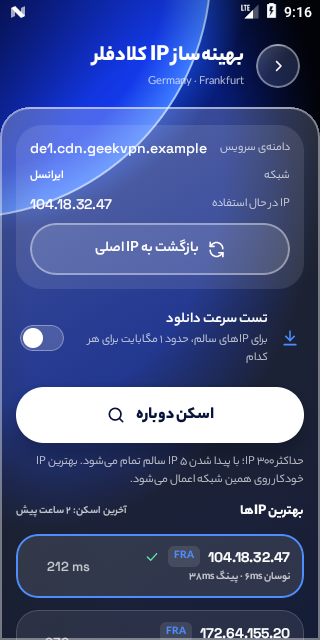 LTE 9:16
بهینه‌ساز IP کلادفلر
Germany · Frankfurt
دامنه‌ی سرویس de1.cdn.geekvpn.example
شبکه ایرانسل
IP در حال استفاده 104.18.32.47
بازگشت به IP اصلی
تست سرعت دانلود
برای IPهای سالم، حدود ۱ مگابایت برای هر
کدام
اسکن دوباره
حداکثر ۳۰۰ IP؛ با پیدا شدن ۵ IP سالم تمام می‌شود. بهترین IP
خودکار روی همین شبکه اعمال می‌شود.
بهترین IPها آخرین اسکن: ۲ ساعت پیش
104.18.32.47 FRA 212 ms
نوسان ۶ms · پینگ ۳۸ms
172.64.155.20 FRA